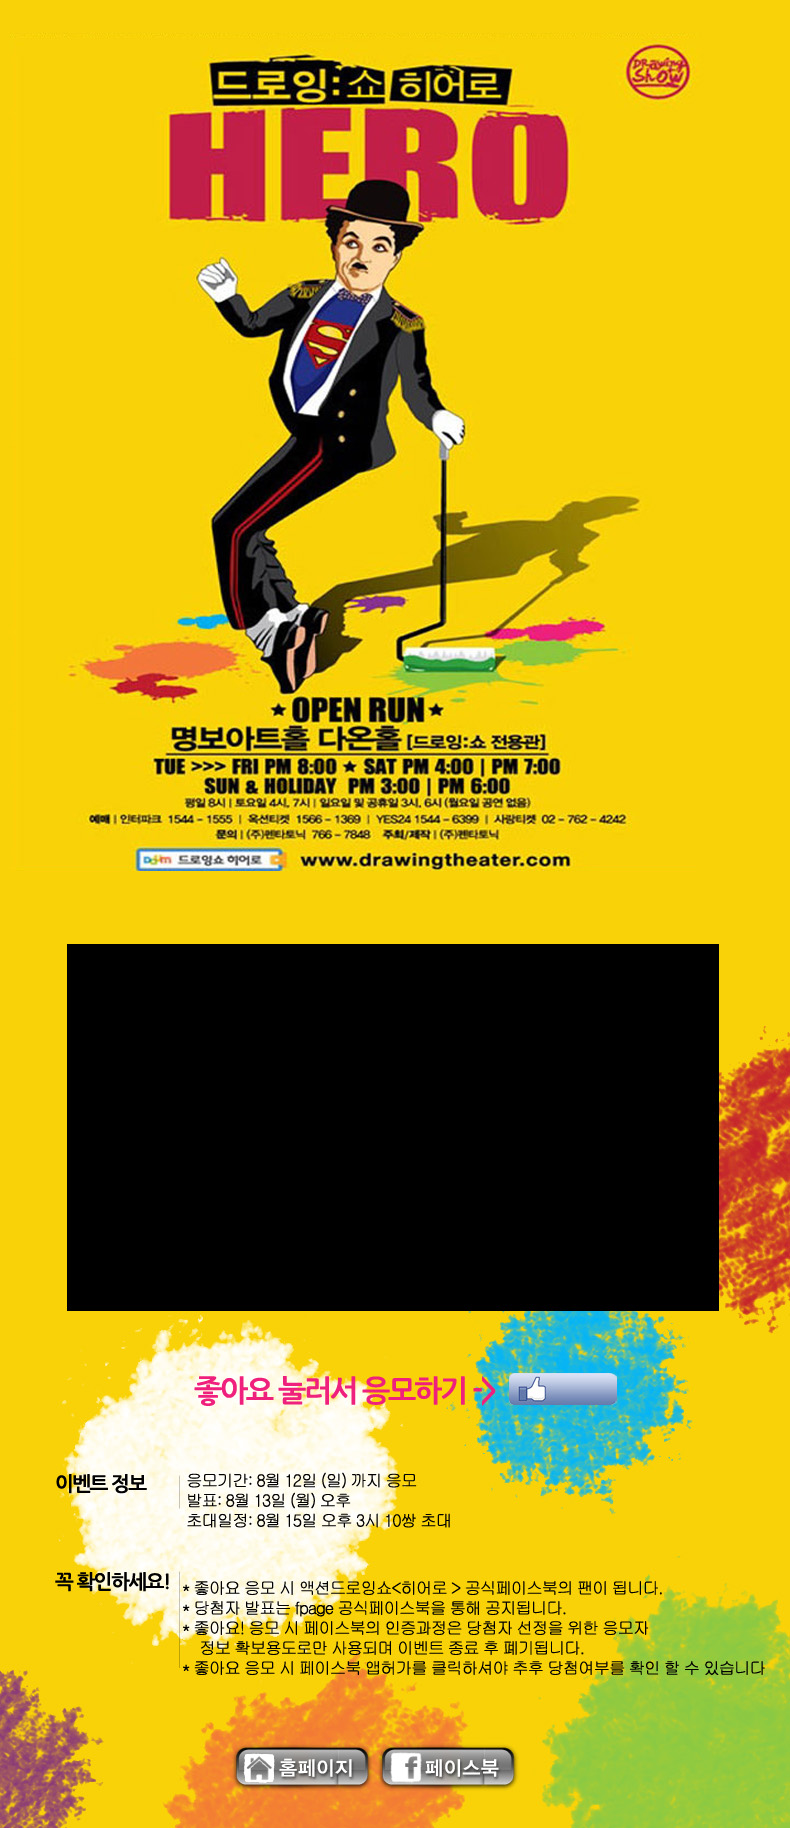 드로잉:쇼 히어로
DRawing
ShOW
HERO
S
★ OPEN RUN ★
명보아트홀 다온홀 [드로잉:쇼 전용관]
TUE >>> FRI PM 8:00 ★ SAT PM 4:00 | PM 7:00
SUN & HOLIDAY PM 3:00 | PM 6:00
평일 8시 | 토요일 4시, 7시 | 일요일 및 공휴일 3시, 6시 (월요일 공연 없음)
예매 | 인터파크 1544 - 1555 | 옥션티켓 1566 - 1369 | YES24 1544 - 6399 | 사랑티켓 02 - 762 - 4242
문의 | (주)펜타토닉 766 - 7848 주최/제작 | (주)펜타토닉
Daum 드로잉쇼 히어로 검색 www.drawingtheater.com
좋아요 눌러서 응모하기 ->
이벤트 정보
응모기간: 8월 12일 (일) 까지 응모
발표: 8월 13일 (월) 오후
초대일정: 8월 15일 오후 3시 10쌍 초대
꼭 확인하세요!
* 좋아요 응모 시 액션드로잉쇼<히어로 > 공식페이스북의 팬이 됩니다.
* 당첨자 발표는 fpage 공식페이스북을 통해 공지됩니다.
* 좋아요! 응모 시 페이스북의 인증과정은 당첨자 선정을 위한 응모자
정보 확보용도로만 사용되며 이벤트 종료 후 폐기됩니다.
* 좋아요 응모 시 페이스북 앱허가를 클릭하셔야 추후 당첨여부를 확인 할 수 있습니다
홈페이지
f 페이스북